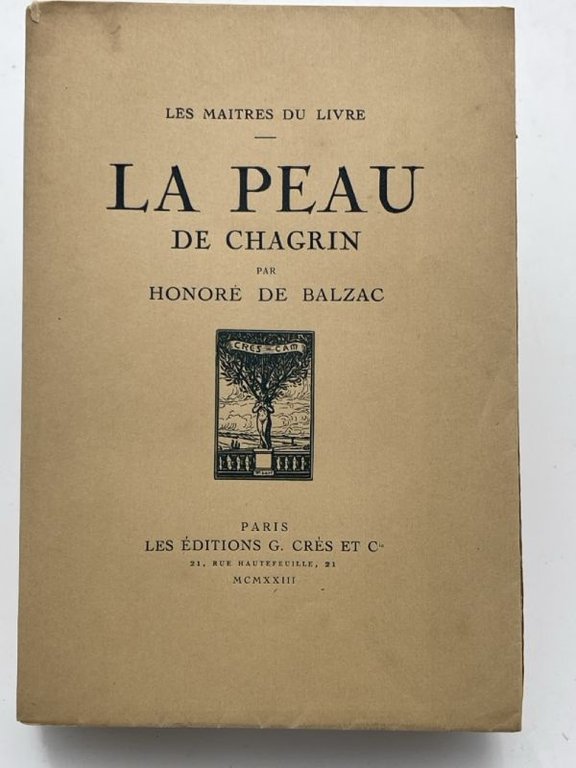 LES MAITRES DU LIVRE
LA PEAU
DE CHAGRIN
PAR
HONORÉ DE BALZAC
CRES - CAM
PARIS
LES ÉDITIONS G. CRÈS ET Cie
21, RUE HAUTEFEUILLE, 21
MCMXXIII